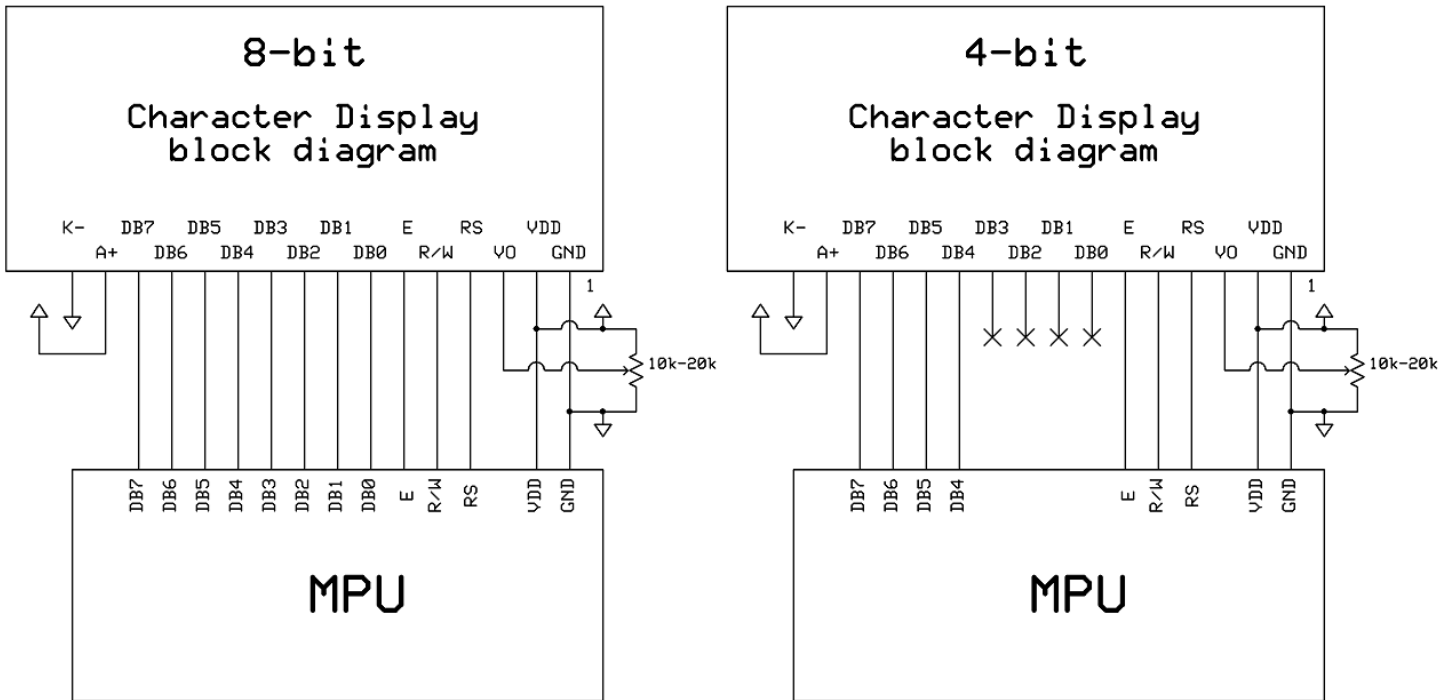 8-bit
Character Display
block diagram
K- DB7 DB5 DB3 DB1 E RS VDD
A+ DB6 DB4 DB2 DB0 R/W VO GND
1
10k-20k
DB7 DB6 DB5 DB4 DB3 DB2 DB1 DB0 E R/W RS VDD GND
MPU
4-bit
Character Display
block diagram
K- DB7 DB5 DB3 DB1 E RS VDD
A+ DB6 DB4 DB2 DB0 R/W VO GND
1
10k-20k
DB7 DB6 DB5 DB4 E R/W RS VDD GND
MPU